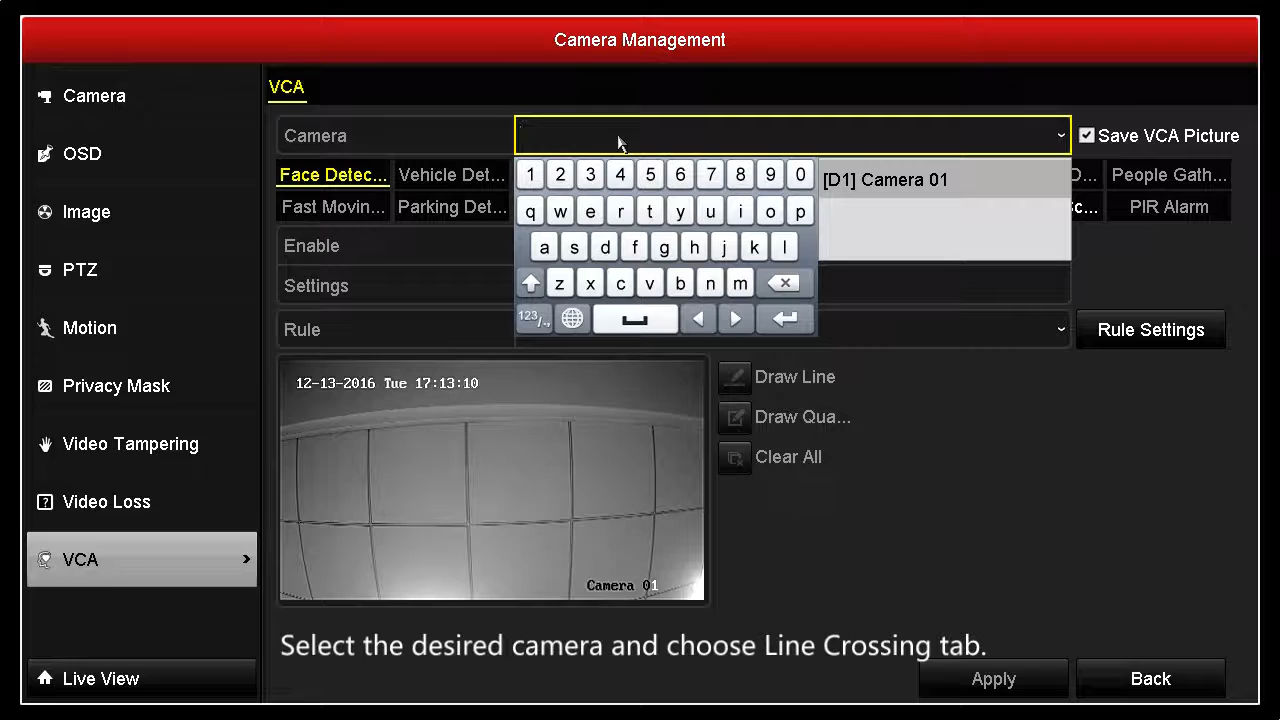 Camera Management
Camera
OSD
Image
PTZ
Motion
Privacy Mask
Video Tampering
Video Loss
VCA
Live View
VCA
Camera
Save VCA Picture
Face Detec... Vehicle Det... D... People Gath...
Fast Movin... Parking Det... c... PIR Alarm
Enable
Settings
Rule
Rule Settings
1 2 3 4 5 6 7 8 9 0
q w e r t y u i o p
a s d f g h j k l
z x c v b n m
123/.,
[D1] Camera 01
12-13-2016 Tue 17:13:10
Camera 01
Draw Line
Draw Qua...
Clear All
Select the desired camera and choose Line Crossing tab.
Apply
Back